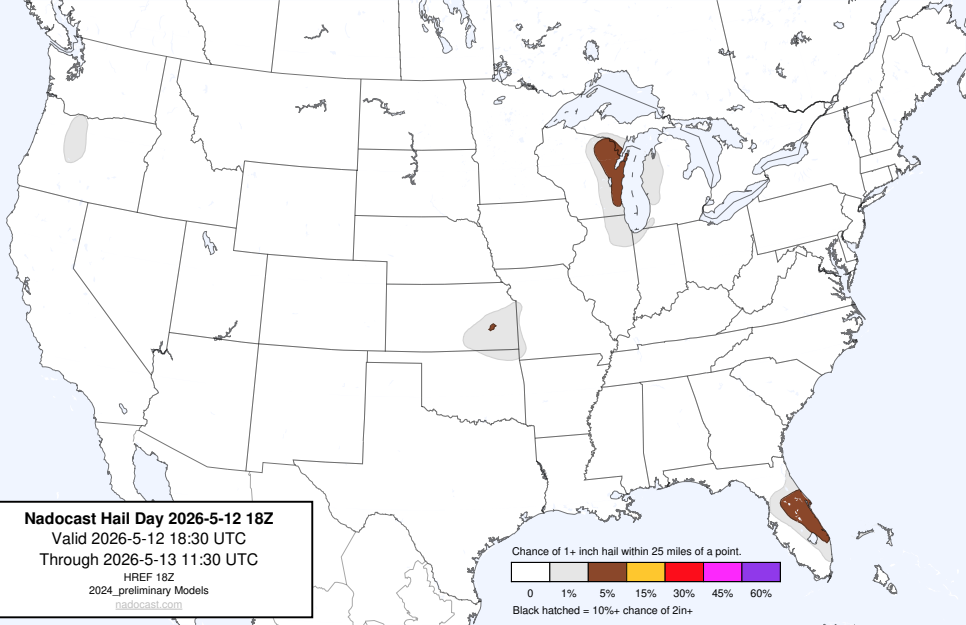 Nadocast Hail Day 2026-5-12 18Z
Valid 2026-5-12 18:30 UTC
Through 2026-5-13 11:30 UTC
HREF 18Z
2024_preliminary Models
nadocast.com
Chance of 1+ inch hail within 25 miles of a point.
0 1% 5% 15% 30% 45% 60%
Black hatched = 10%+ chance of 2in+